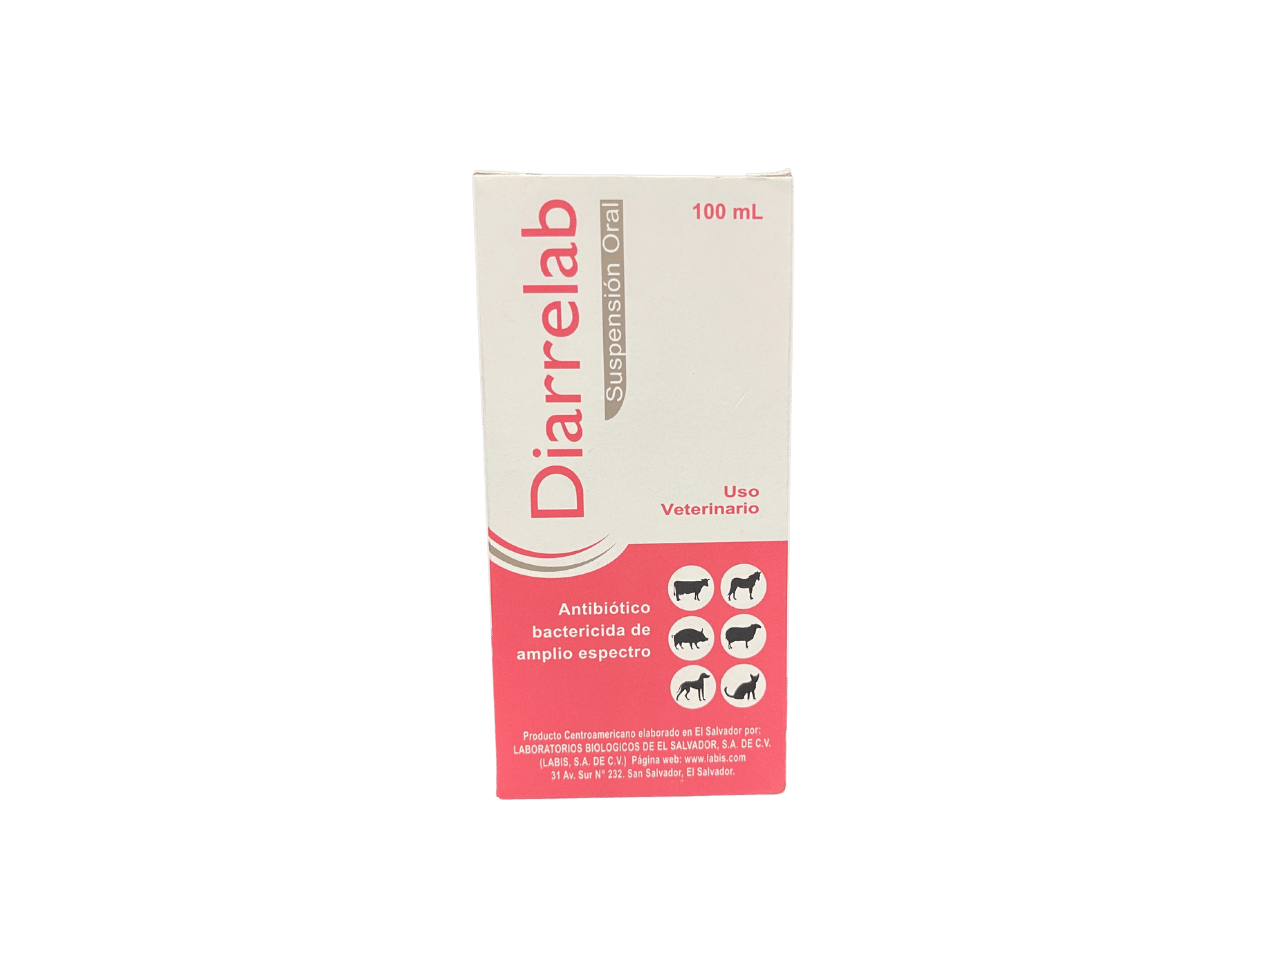 Diarrelab
Suspensión Oral
100 mL
Uso
Veterinario
Antibiótico
bactericida de
amplio espectro
Producto Centroamericano elaborado en El Salvador por:
LABORATORIOS BIOLOGICOS DE EL SALVADOR, S.A. DE C.V.
(LABIS, S.A. DE C.V.) Página web: www.labis.com
31 Av. Sur N° 232. San Salvador, El Salvador.